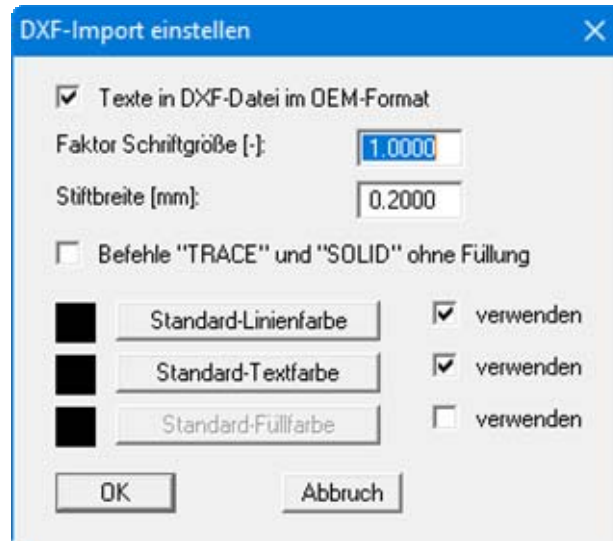 DXF-Import einstellen
Texte in DXF-Datei im OEM-Format
Faktor Schriftgröße [-]: 1.0000
Stiftbreite [mm]: 0.2000
Befehle "TRACE" und "SOLID" ohne Füllung
Standard-Linienfarbe verwenden
Standard-Textfarbe verwenden
Standard-Füllfarbe verwenden
OK Abbruch